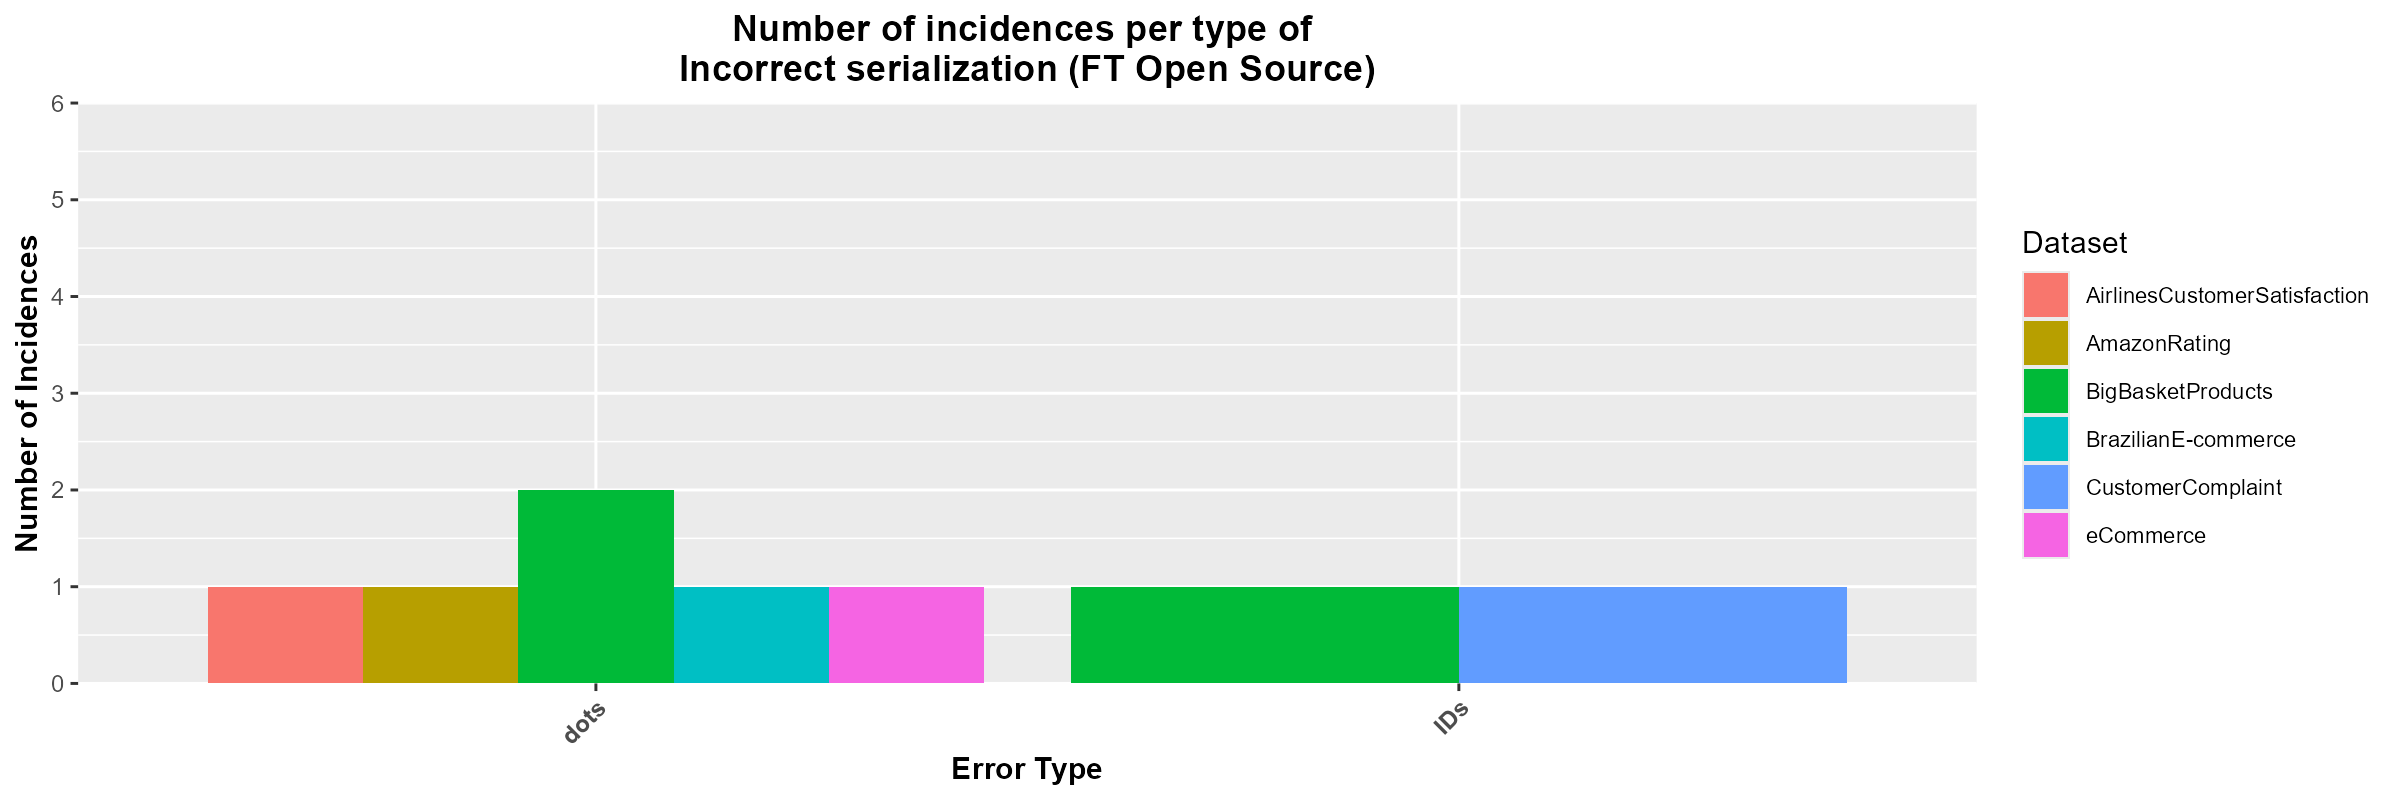 Number of incidences per type of
Incorrect serialization (FT Open Source)
Number of Incidences
6
5
4
3
2
1
0
dots
IDs
Error Type
Dataset
AirlinesCustomerSatisfaction
AmazonRating
BigBasketProducts
BrazilianE-commerce
CustomerComplaint
eCommerce